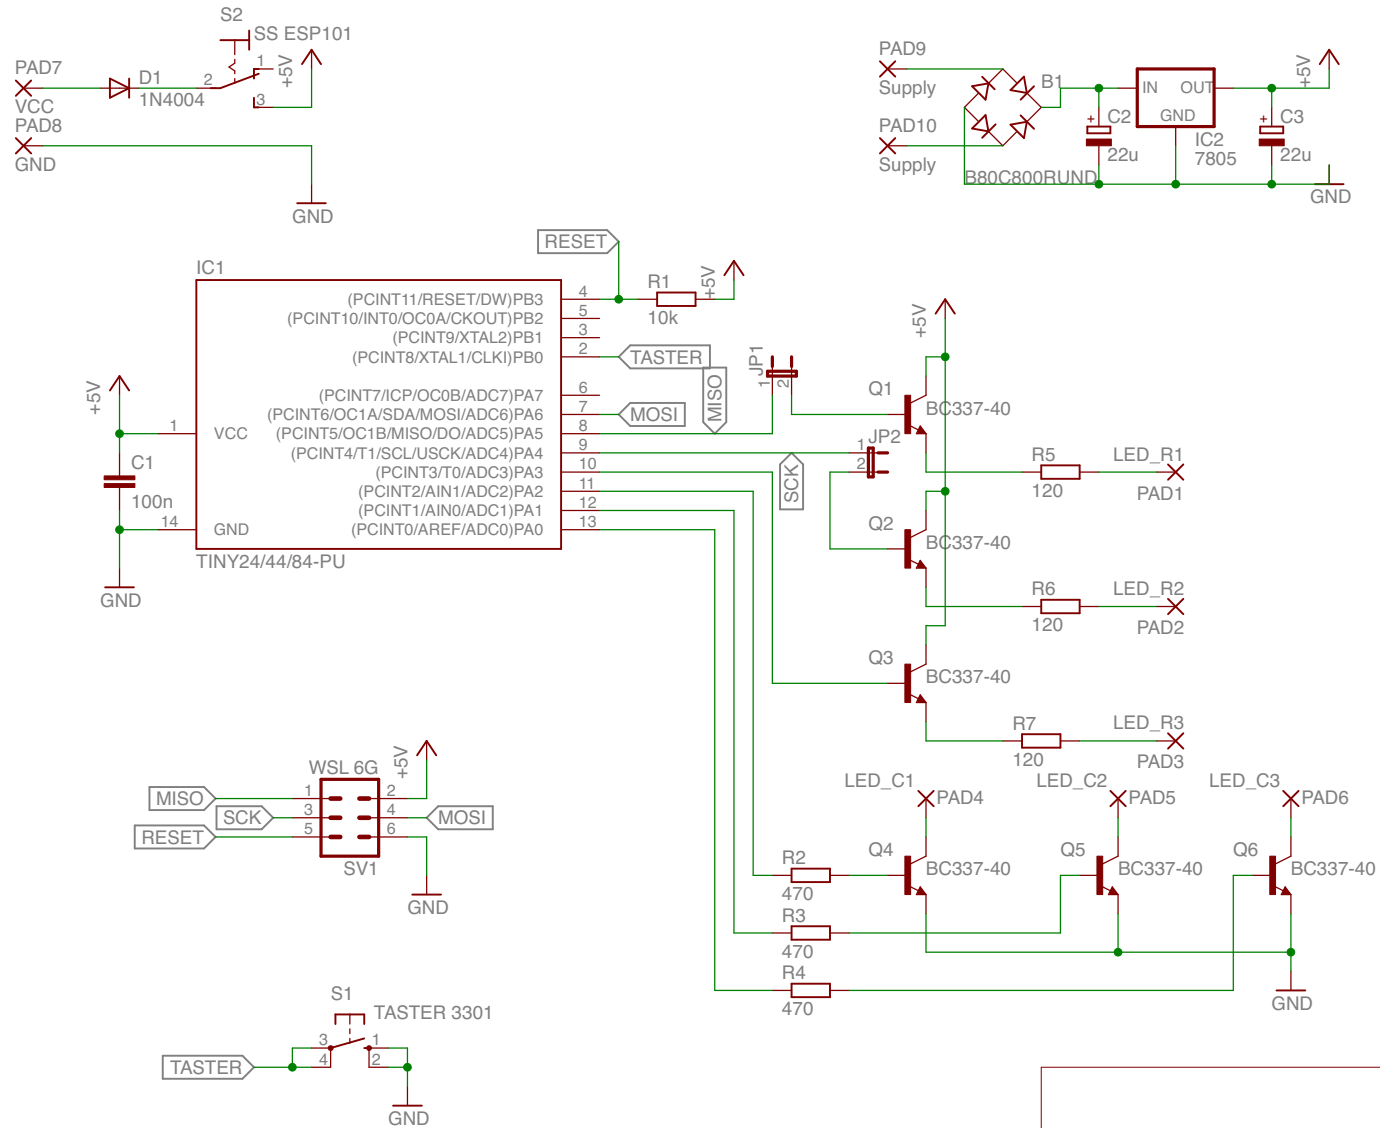 S2
SS ESP101
PAD7
VCC
D1
1N4004
2
1
3
+5V
PAD8
GND
GND
PAD9
Supply
PAD10
Supply
B1
B80C800RUND
C2
22u
IN
OUT
GND
IC2
7805
C3
22u
+5V
GND
RESET
IC1
(PCINT11/RESET/DW)PB3
4
(PCINT10/INT0/OC0A/CKOUT)PB2
5
(PCINT9/XTAL2)PB1
3
(PCINT8/XTAL1/CLKI)PB0
2
(PCINT7/ICP/OC0B/ADC7)PA7
6
(PCINT6/OC1A/SDA/MOSI/ADC6)PA6
7
(PCINT5/OC1B/MISO/DO/ADC5)PA5
8
(PCINT4/T1/SCL/USCK/ADC4)PA4
9
(PCINT3/T0/ADC3)PA3
10
(PCINT2/AIN1/ADC2)PA2
11
(PCINT1/AIN0/ADC1)PA1
12
(PCINT0/AREF/ADC0)PA0
13
1
VCC
14
GND
TINY24/44/84-PU
R1
10k
+5V
TASTER
MOSI
MISO
SCK
JP1
1
2
JP2
1
2
+5V
C1
100n
GND
+5V
Q1
BC337-40
R5
120
LED_R1
PAD1
Q2
BC337-40
R6
120
LED_R2
PAD2
Q3
BC337-40
R7
120
LED_R3
PAD3
LED_C1
PAD4
LED_C2
PAD5
LED_C3
PAD6
Q4
BC337-40
Q5
BC337-40
Q6
BC337-40
R2
470
R3
470
R4
470
GND
WSL 6G
+5V
MISO
1
2
SCK
3
4
MOSI
RESET
5
6
SV1
GND
S1
TASTER 3301
3
1
4
2
TASTER
GND